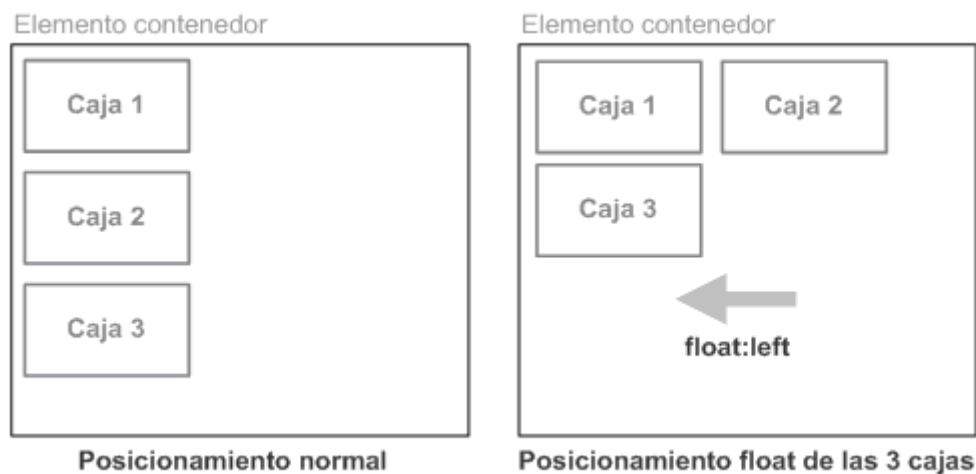 Elemento contenedor
Caja 1
Caja 2
Caja 3
Posicionamiento normal
Elemento contenedor
Caja 1 Caja 2
Caja 3
float:left
Posicionamiento float de las 3 cajas